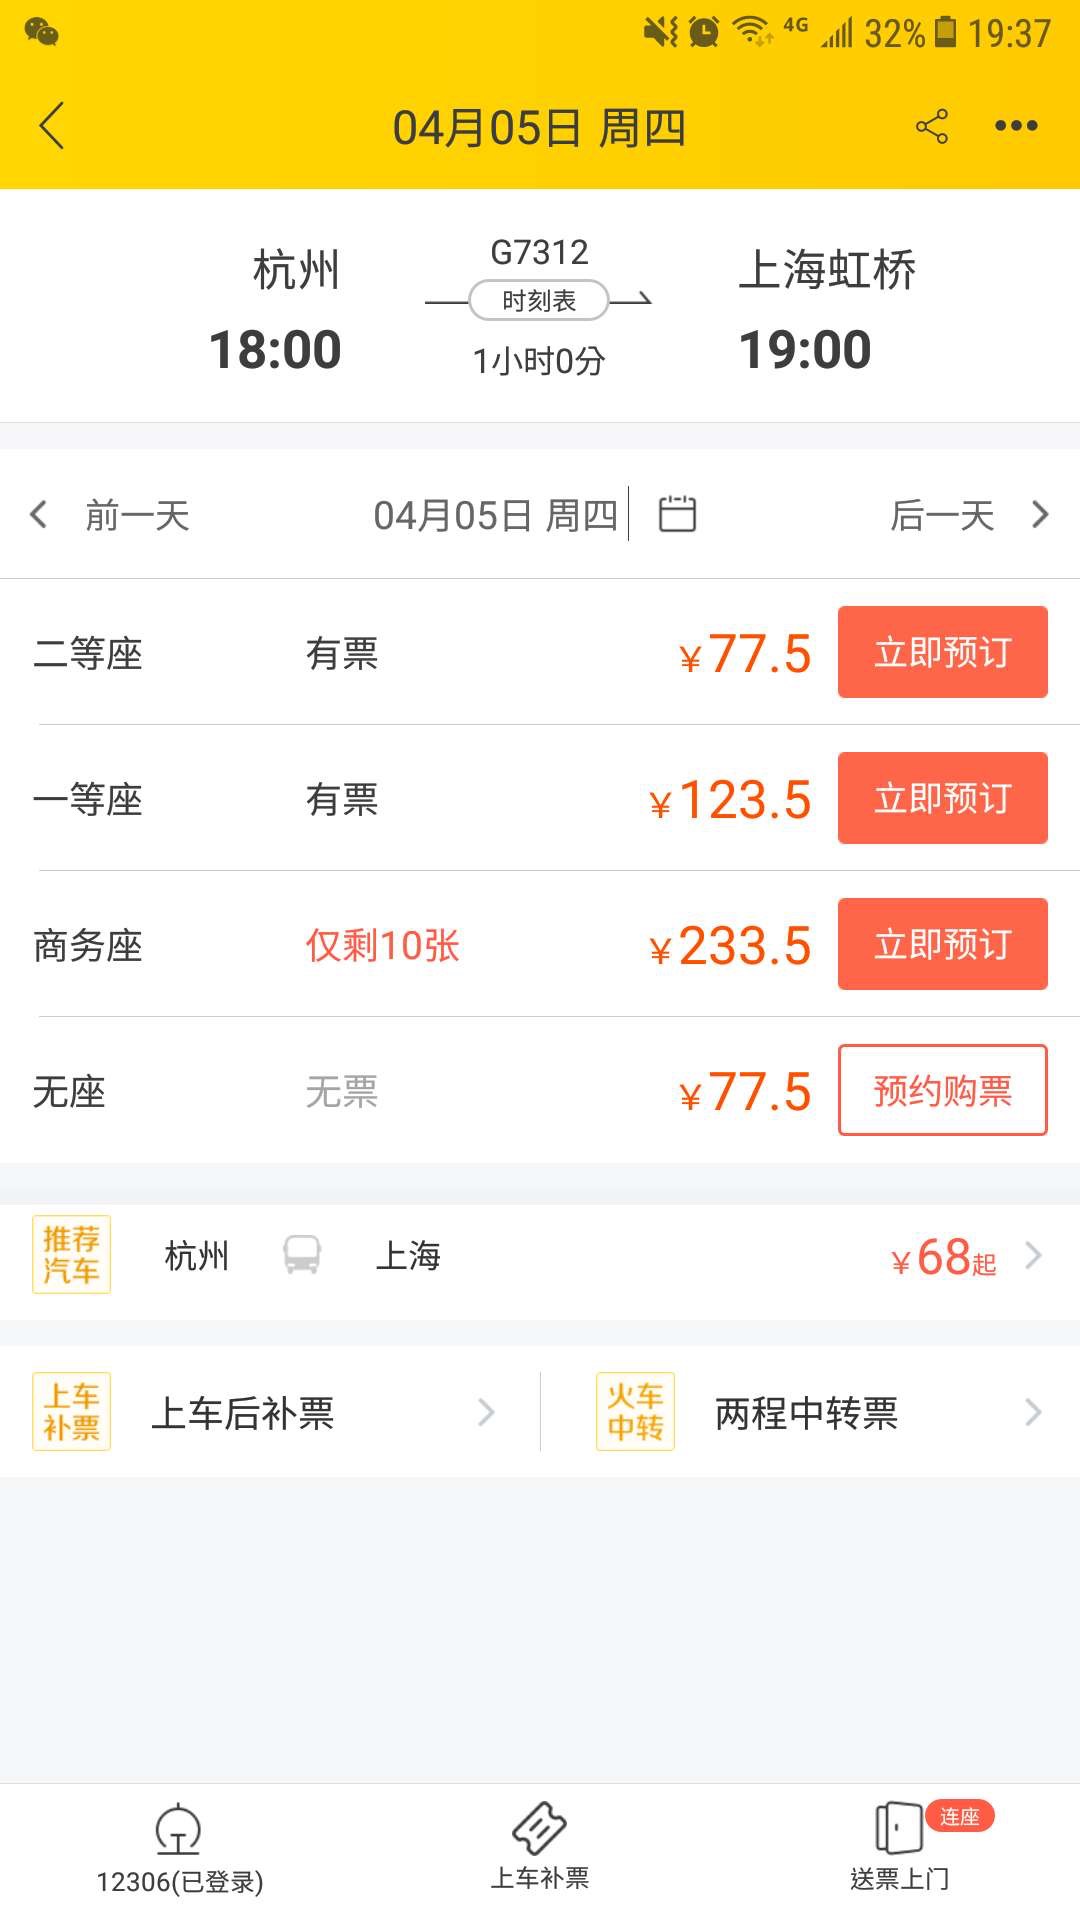 4G 32% 19:37
04月05日 周四
杭州 G7312 上海虹桥
时刻表
18:00 1小时0分 19:00
前一天 04月05日 周四 后一天
二等座 有票 ¥77.5 立即预订
一等座 有票 ¥123.5 立即预订
商务座 仅剩10张 ¥233.5 立即预订
无座 无票 ¥77.5 预约购票
推荐
汽车
杭州 上海 ¥68起
上车
补票
上车后补票
火车
中转
两程中转票
连座
12306(已登录) 上车补票 送票上门